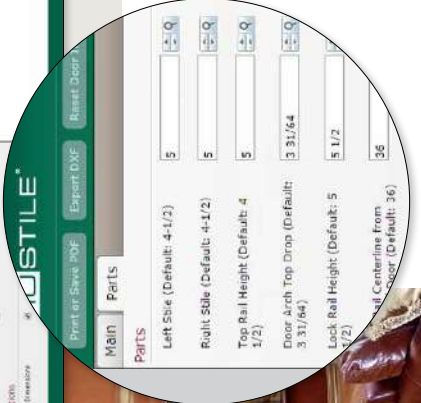 USTILE
Print or Save PDF Export DXF Reset Door
Main Parts
Parts
Left Stile (Default: 4-1/2) 5
Right Stile (Default: 4-1/2) 5
Top Rail Height (Default: 4 5
1/2)
Door Arch Top Drop (Default: 3 31/64
3 31/64)
Lock Rail Height (Default: 5 5 1/2
1/2)
ail Centerline from 36
Door (Default: 36)